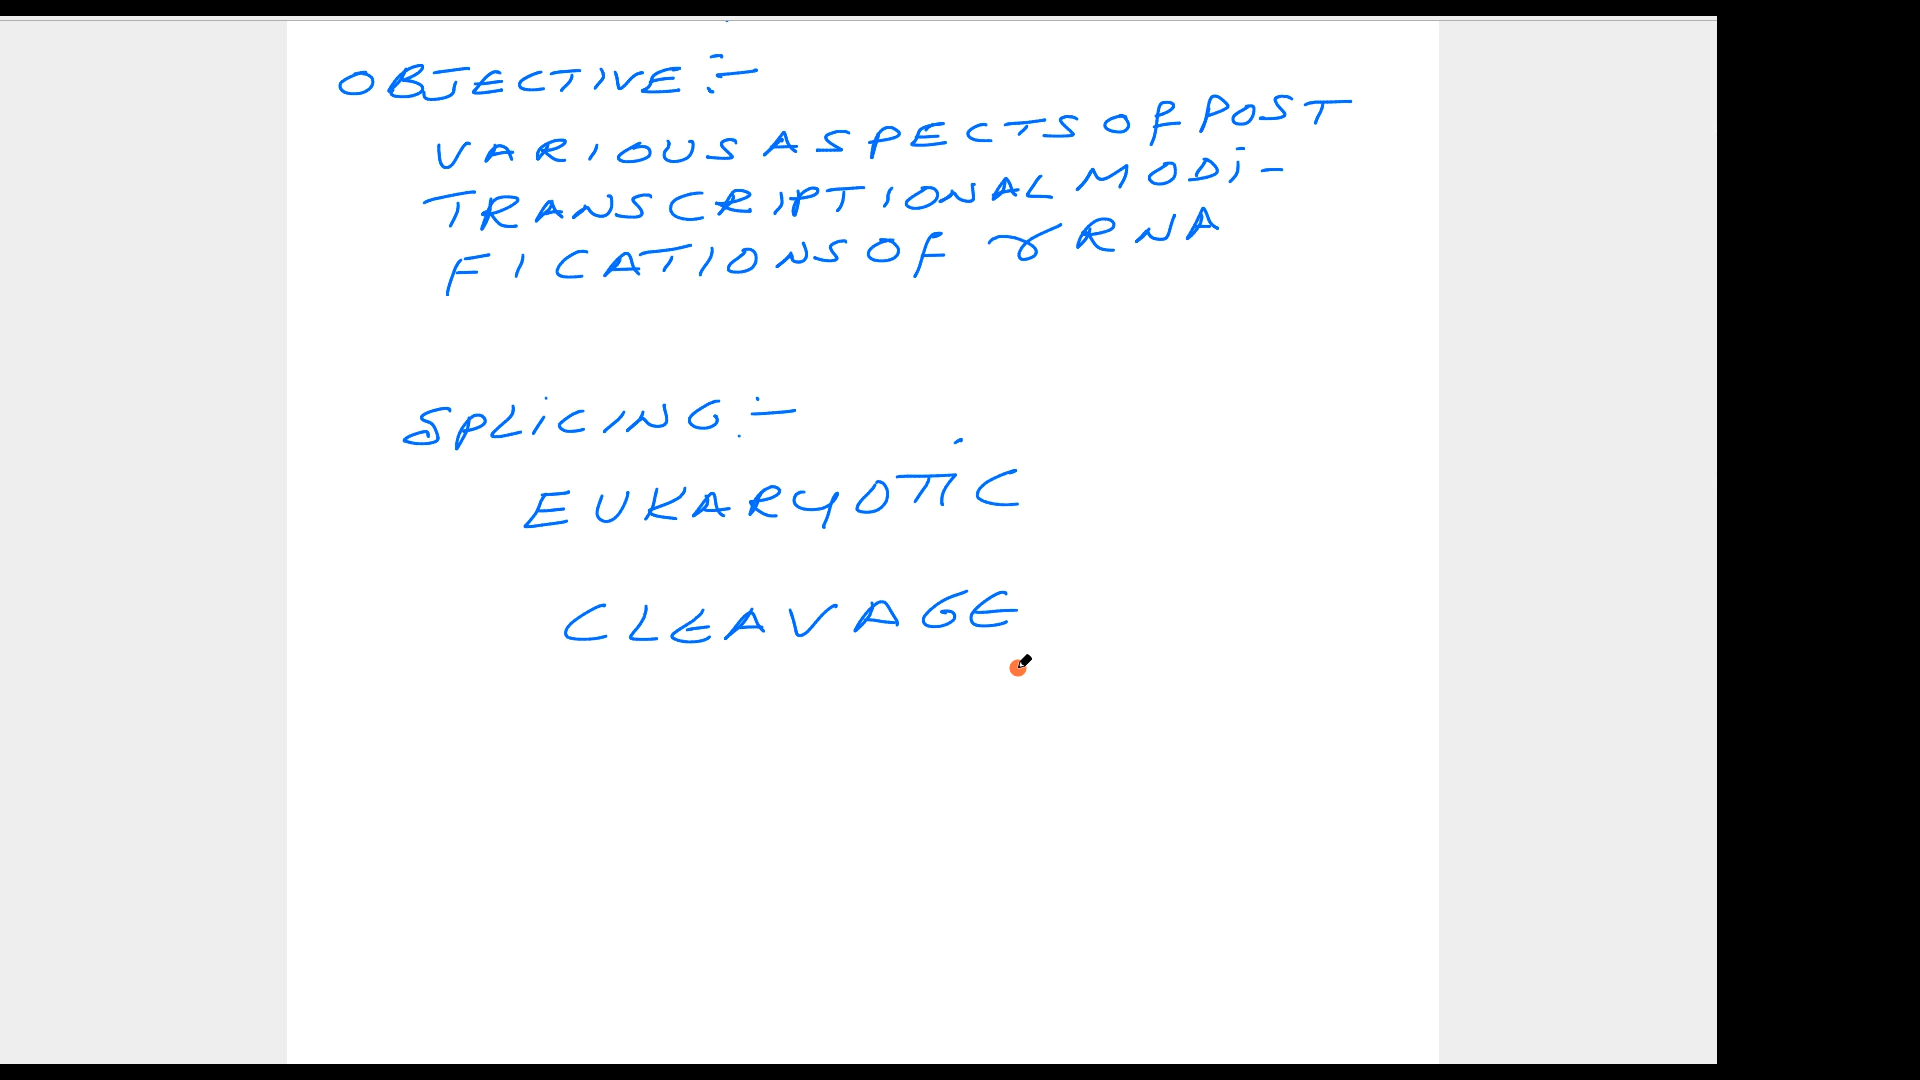 OBJECTIVE:-
VARIOUS ASPECTS OF POST
TRANSCRIPTIONAL MODI-
FICATIONS OF rRNA
SPLICING:-
EUKARYOTIC
CLEAVAGE